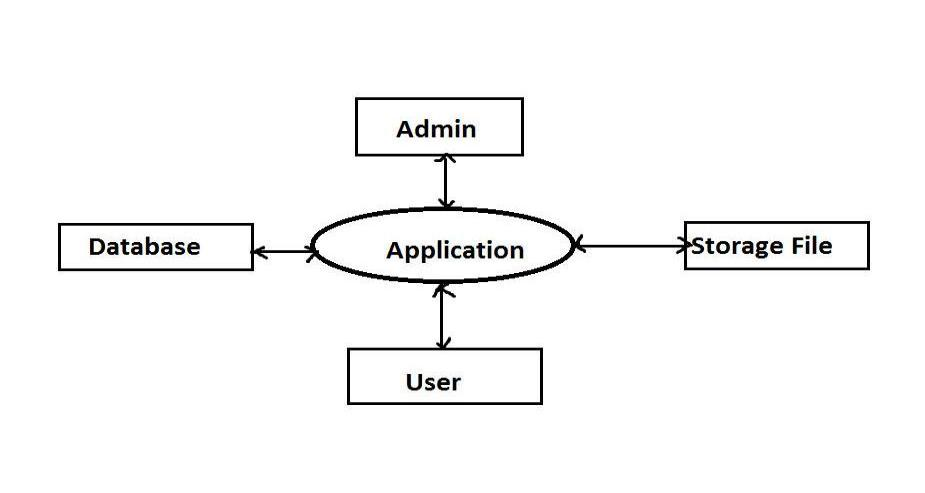 Admin
Database
Application
Storage File
User